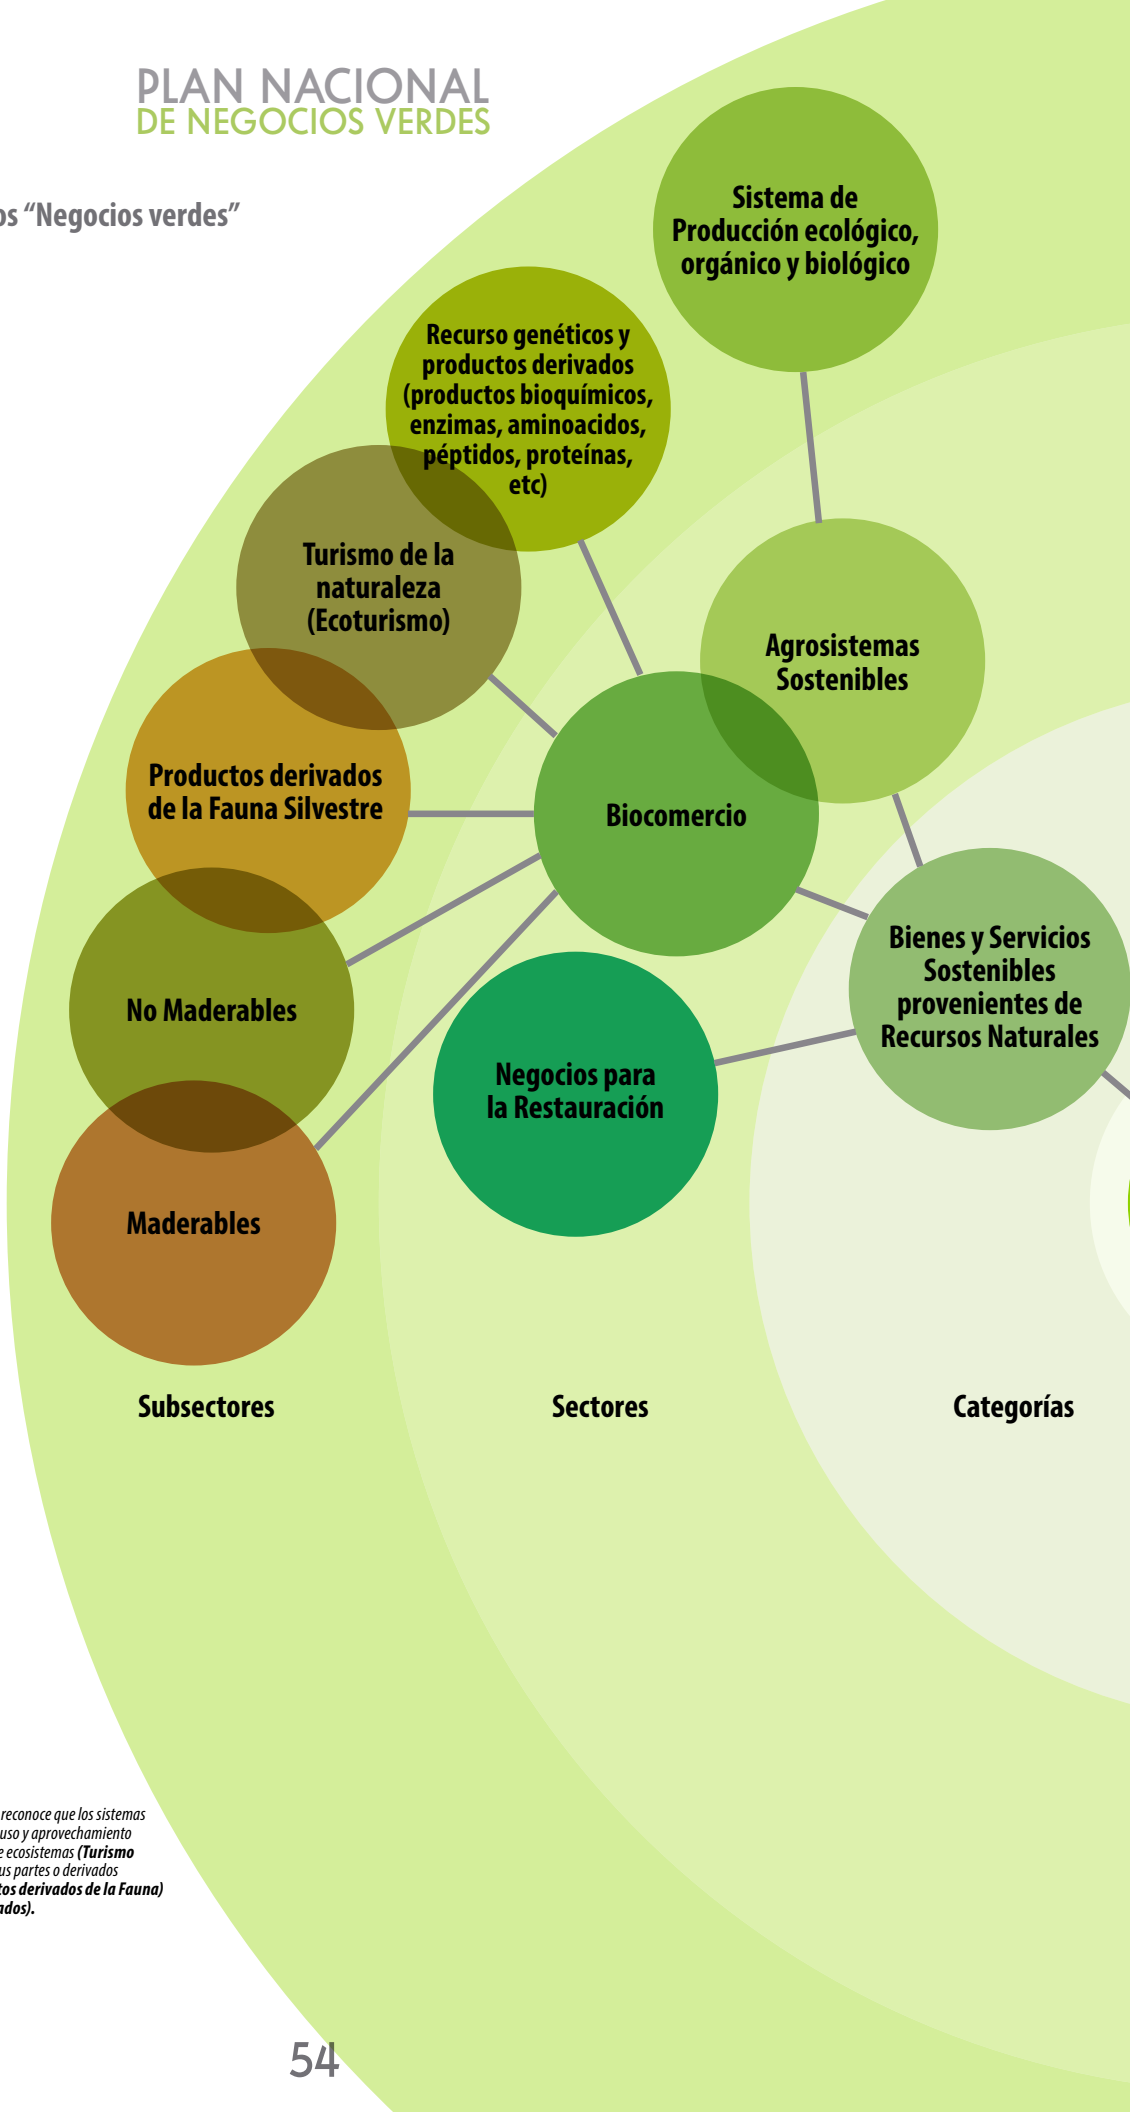 PLAN NACIONAL
DE NEGOCIOS VERDES
os “Negocios verdes”
Sistema de
Producción ecológico,
orgánico y biológico
Recurso genéticos y
productos derivados
(productos bioquímicos,
enzimas, aminoacidos,
péptidos, proteínas,
etc)
Turismo de la
naturaleza
(Ecoturismo)
Agrosistemas
Sostenibles
Productos derivados
de la Fauna Silvestre
Biocomercio
Bienes y Servicios
Sostenibles
provenientes de
Recursos Naturales
No Maderables
Negocios para
la Restauración
Maderables
Subsectores
Sectores
Categorías
reconoce que los sistemas
uso y aprovechamiento
e ecosistemas (Turismo
us partes o derivados
tos derivados de la Fauna)
ados).
54